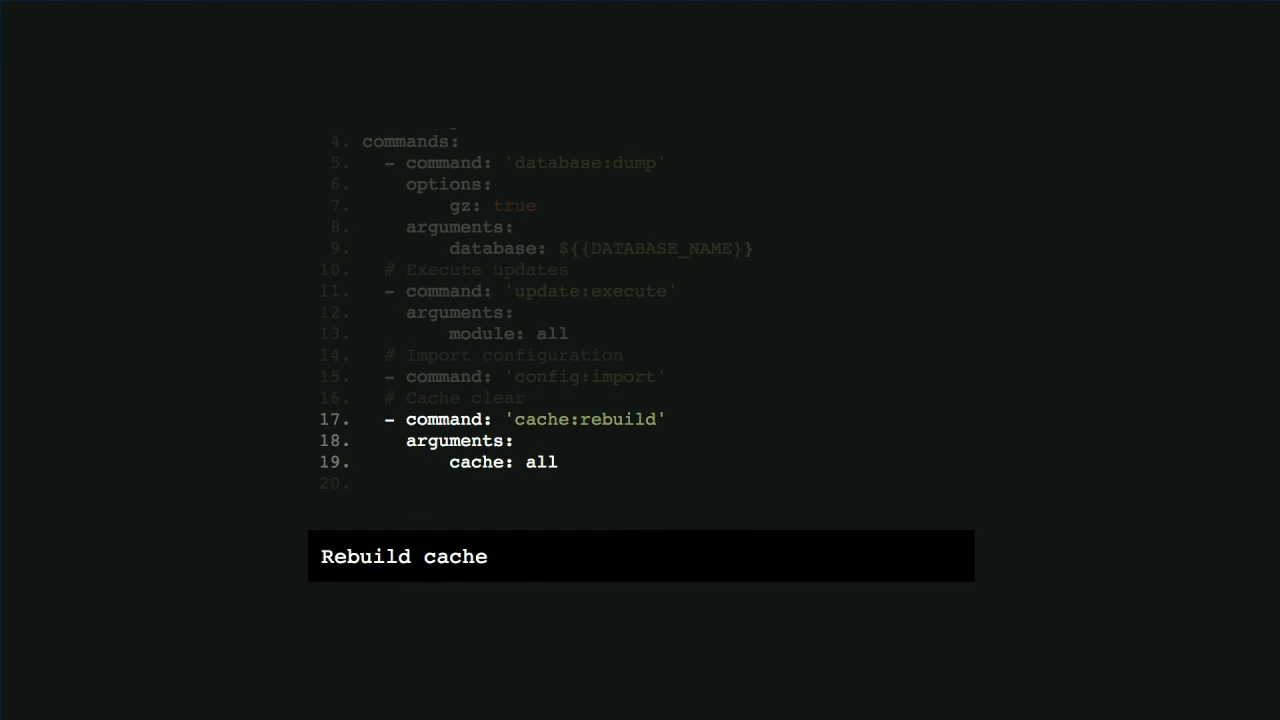 4. commands:
5.   - command: 'database:dump'
6.     options:
7.         gz: true
8.     arguments:
9.         database: ${{DATABASE_NAME}}
10.   # Execute updates
11.   - command: 'update:execute'
12.     arguments:
13.         module: all
14.   # Import configuration
15.   - command: 'config:import'
16.   # Cache clear
17.   - command: 'cache:rebuild'
18.     arguments:
19.         cache: all
20.
Rebuild cache